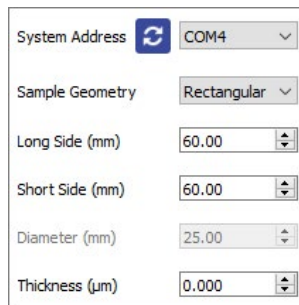 System Address COM4
Sample Geometry Rectangular
Long Side (mm) 60.00
Short Side (mm) 60.00
Diameter (mm) 25.00
Thickness (μm) 0.000